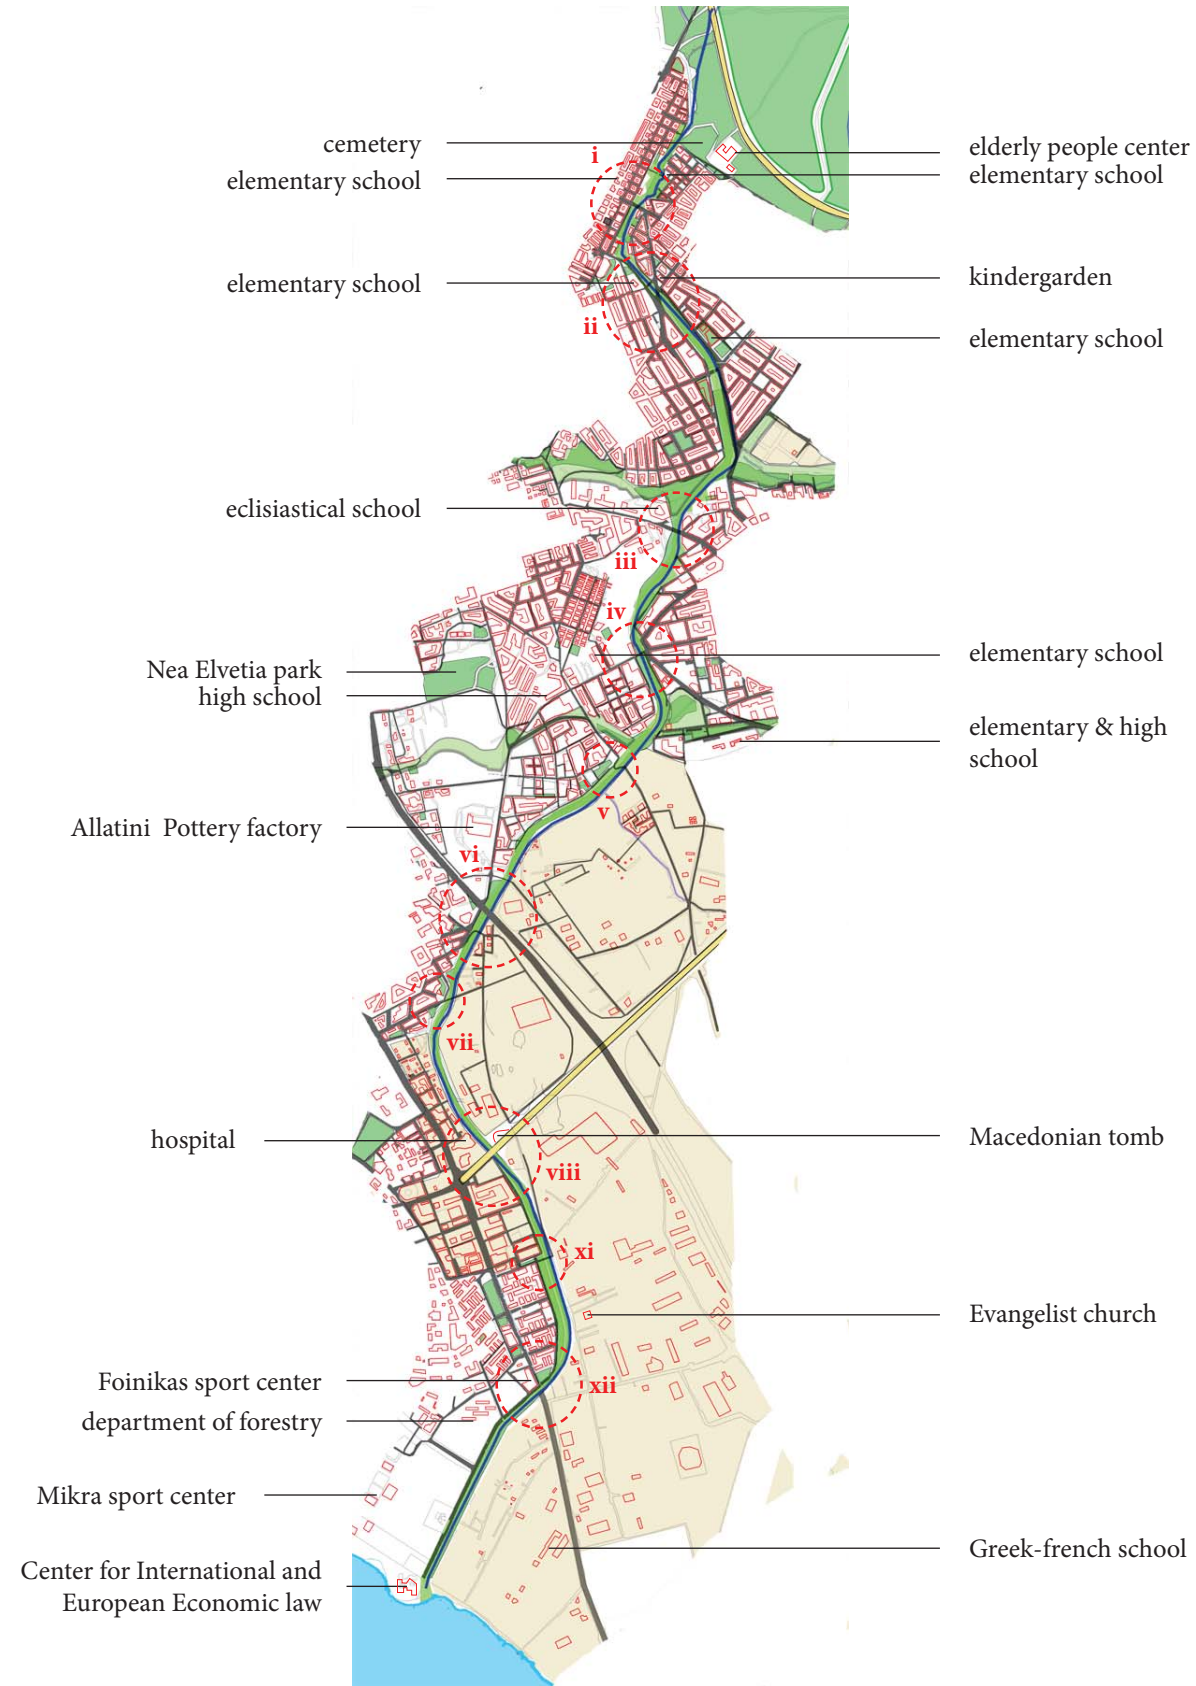 cemetery
elderly people center
i
elementary school
elementary school
elementary school
kindergarden
ii
elementary school
eclisiastical school
iii
iv
elementary school
Nea Elvetia park
high school
elementary & high
school
v
Allatini Pottery factory
vi
vii
hospital
Macedonian tomb
viii
xi
Evangelist church
Foinikas sport center
xii
department of forestry
Mikra sport center
Greek-french school
Center for International and
European Economic law